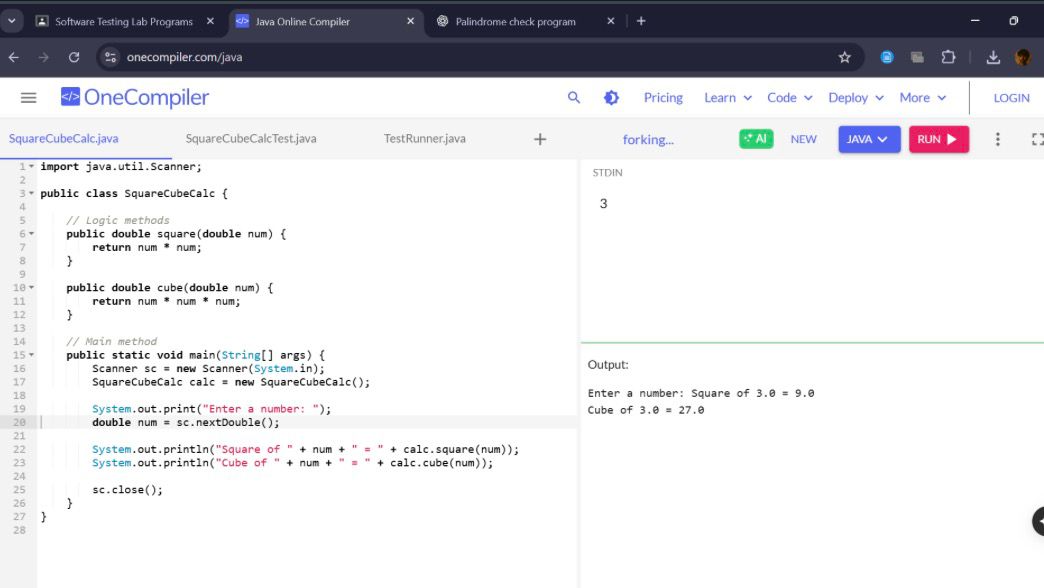 Software Testing Lab Programs
Java Online Compiler
Palindrome check program
onecompiler.com/java
</> OneCompiler
Pricing Learn Code Deploy More LOGIN
SquareCubeCalc.java SquareCubeCalcTest.java TestRunner.java + forking... AI NEW JAVA RUN
1 import java.util.Scanner;
2
3 public class SquareCubeCalc {
4
5     // Logic methods
6     public double square(double num) {
7         return num * num;
8     }
9
10     public double cube(double num) {
11         return num * num * num;
12     }
13
14     // Main method
15     public static void main(String[] args) {
16         Scanner sc = new Scanner(System.in);
17         SquareCubeCalc calc = new SquareCubeCalc();
18
19         System.out.print("Enter a number: ");
20         double num = sc.nextDouble();
21
22         System.out.println("Square of " + num + " = " + calc.square(num));
23         System.out.println("Cube of " + num + " = " + calc.cube(num));
24
25         sc.close();
26     }
27 }
28
STDIN
3
Output:
Enter a number: Square of 3.0 = 9.0
Cube of 3.0 = 27.0